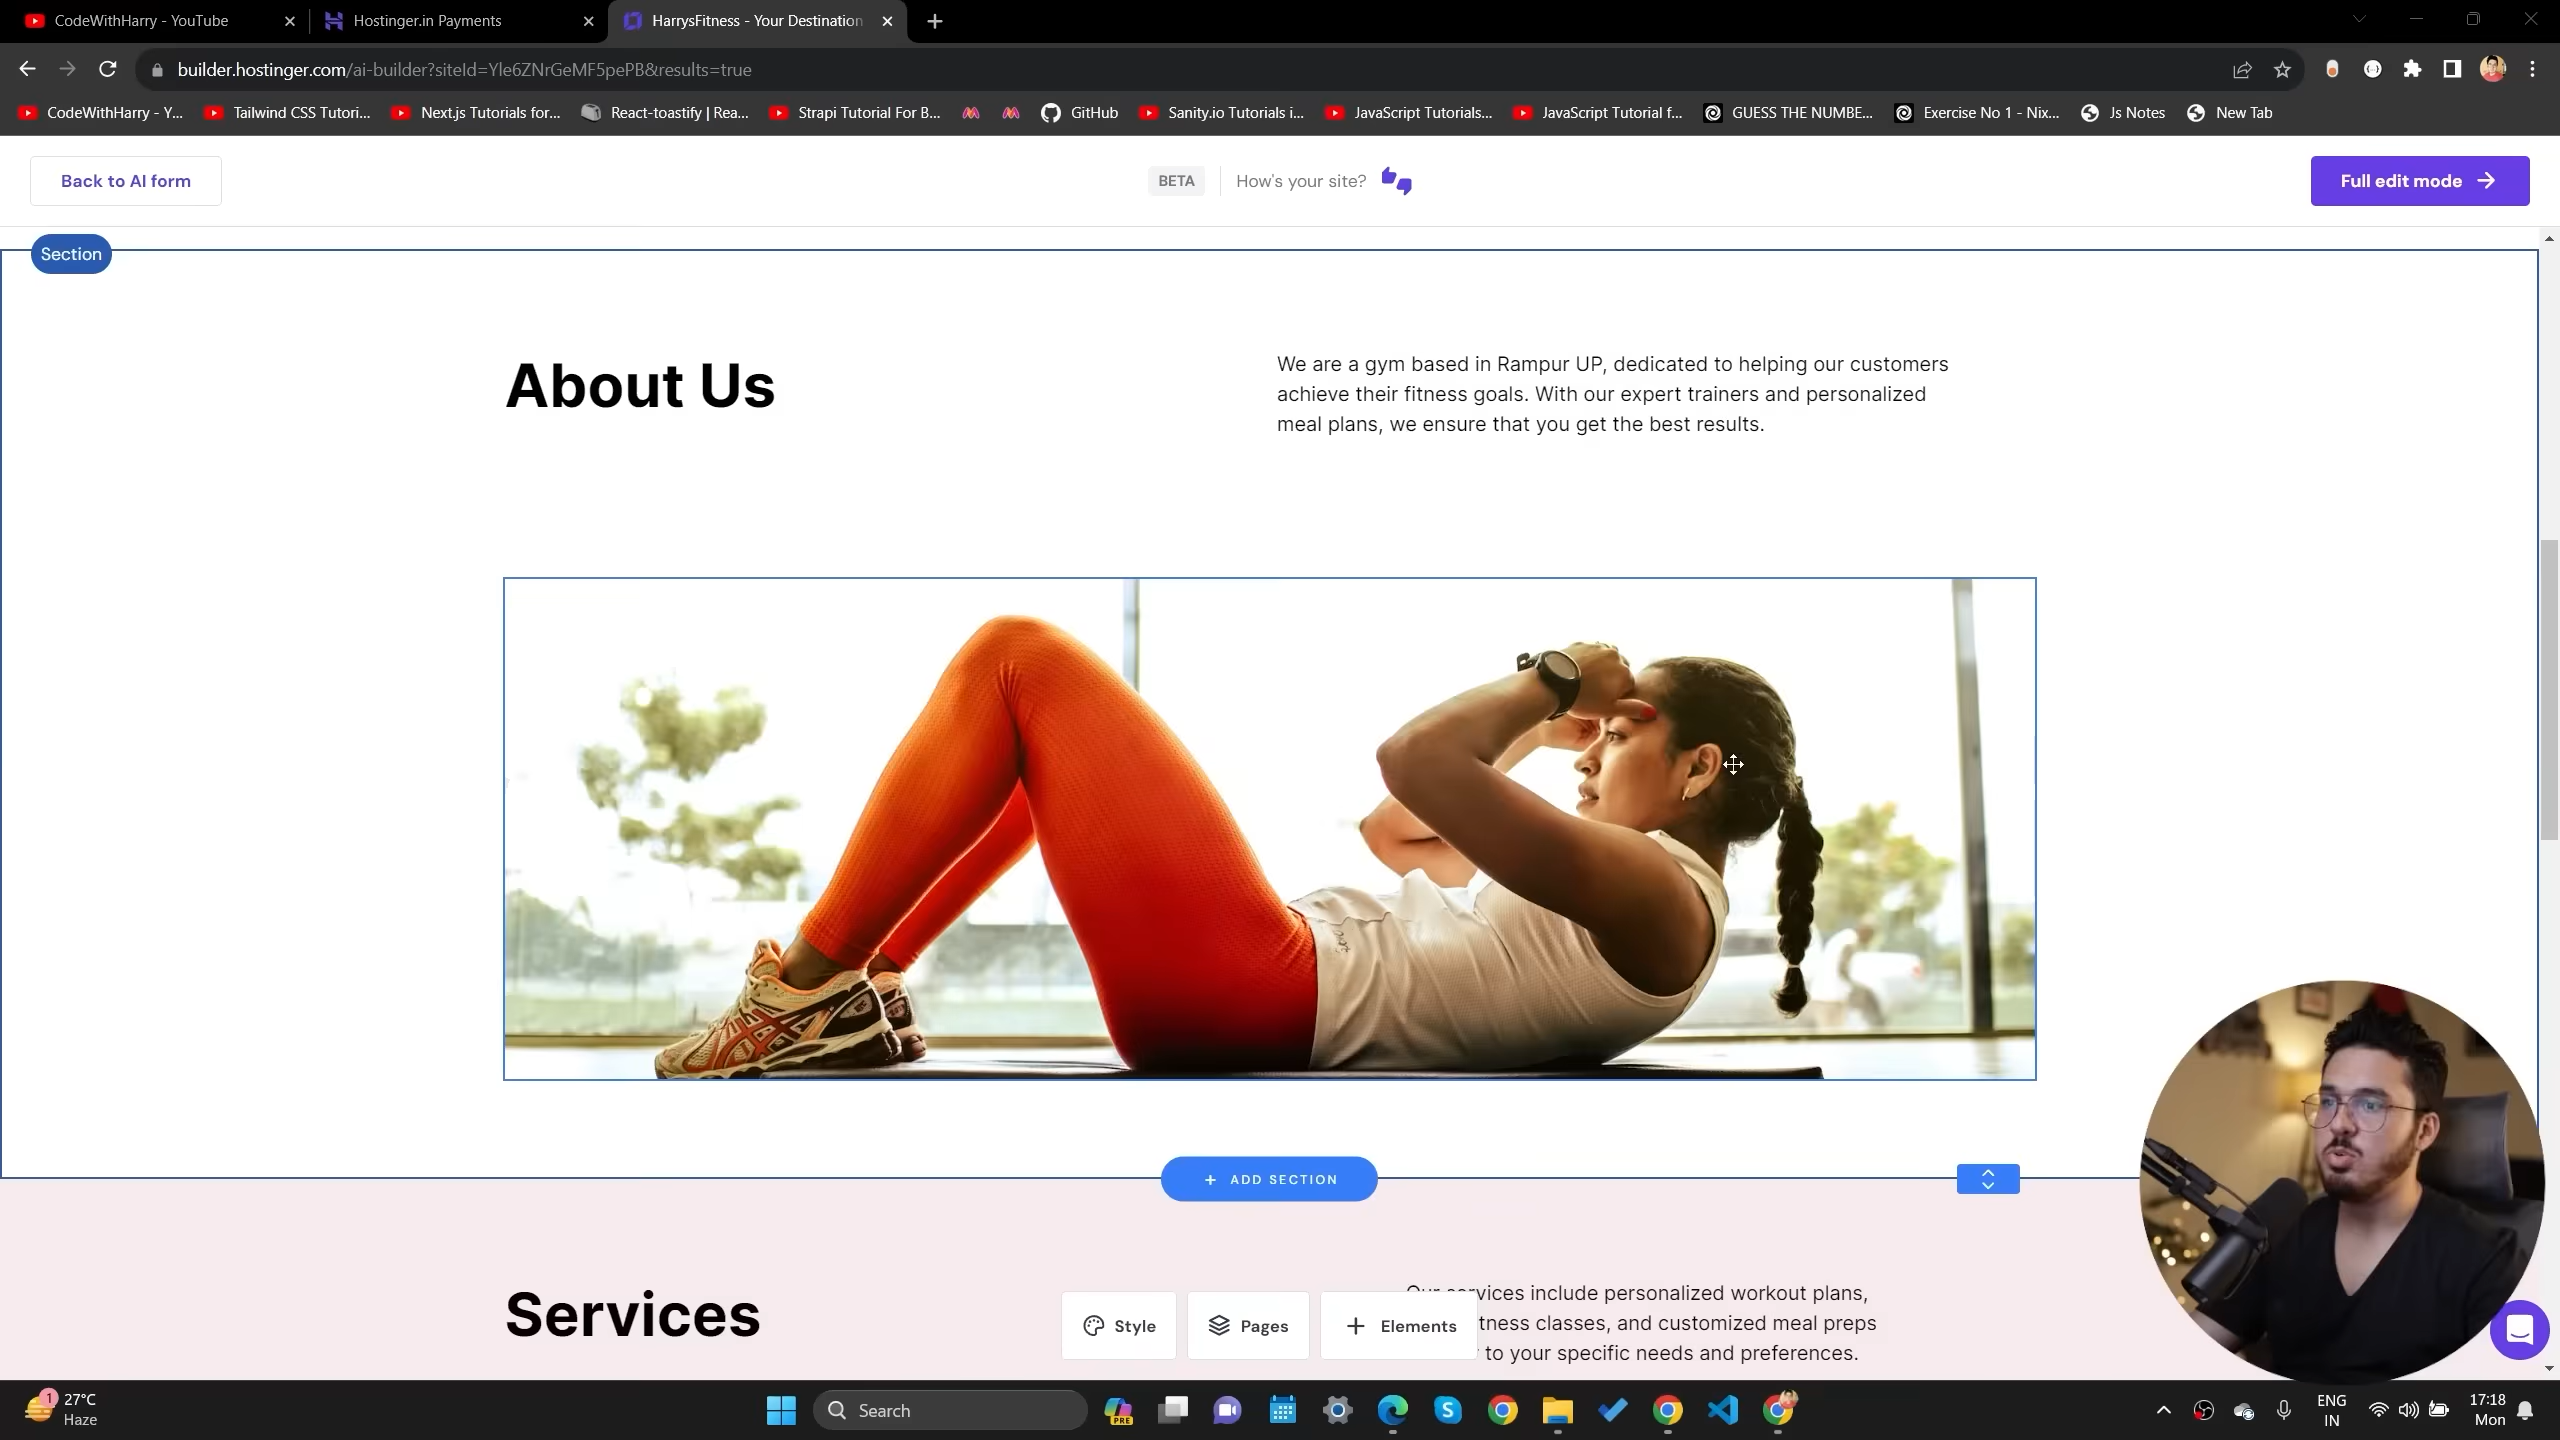 CodeWithHarry - YouTube
Hostinger.in Payments
HarrysFitness - Your Destination
builder.hostinger.com/ai-builder?siteId=Yle6ZNrGeMF5pePB&results=true
CodeWithHarry - Y...
Tailwind CSS Tutori...
Next.js Tutorials for...
React-toastify | Rea...
Strapi Tutorial For B...
GitHub
Sanity.io Tutorials i...
JavaScript Tutorials...
JavaScript Tutorial f...
GUESS THE NUMBE...
Exercise No 1 - Nix...
Js Notes
New Tab
Back to AI form
BETA
How's your site?
Full edit mode
Section
About Us
We are a gym based in Rampur UP, dedicated to helping our customers
achieve their fitness goals. With our expert trainers and personalized
meal plans, we ensure that you get the best results.
+ ADD SECTION
Services
services include personalized workout plans,
classes, and customized meal preps
to your specific needs and preferences.
Style
Pages
+ Elements
1
27°C
Haze
Search
PRE
ENG
IN
17:18
Mon